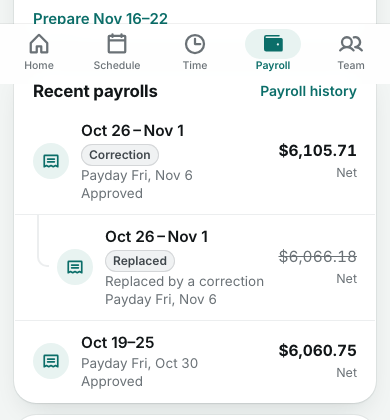 Prepare Nov 16–22
Home
Schedule
Time
Payroll
Team
Recent payrolls
Payroll history
Oct 26 – Nov 1
Correction
Payday Fri, Nov 6
Approved
$6,105.71
Net
Oct 26 – Nov 1
Replaced
Replaced by a correction
Payday Fri, Nov 6
$6,066.18
Net
Oct 19–25
Payday Fri, Oct 30
Approved
$6,060.75
Net